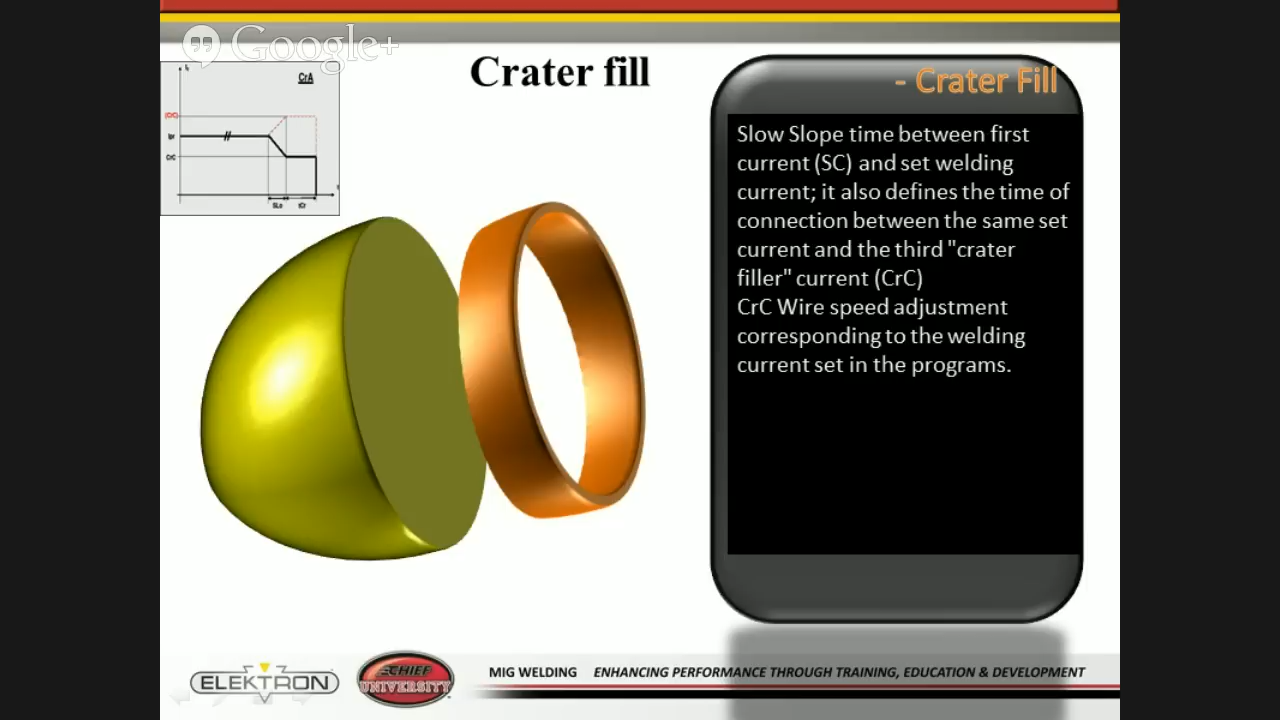 Google+
Crater fill
CrA
CrC
SLo
tCr
- Crater Fill
Slow Slope time between first
current (SC) and set welding
current; it also defines the time of
connection between the same set
current and the third "crater
filler" current (CrC)
CrC Wire speed adjustment
corresponding to the welding
current set in the programs.
ELEKTRON
CHIEF
UNIVERSITY
MIG WELDING ENHANCING PERFORMANCE THROUGH TRAINING, EDUCATION & DEVELOPMENT